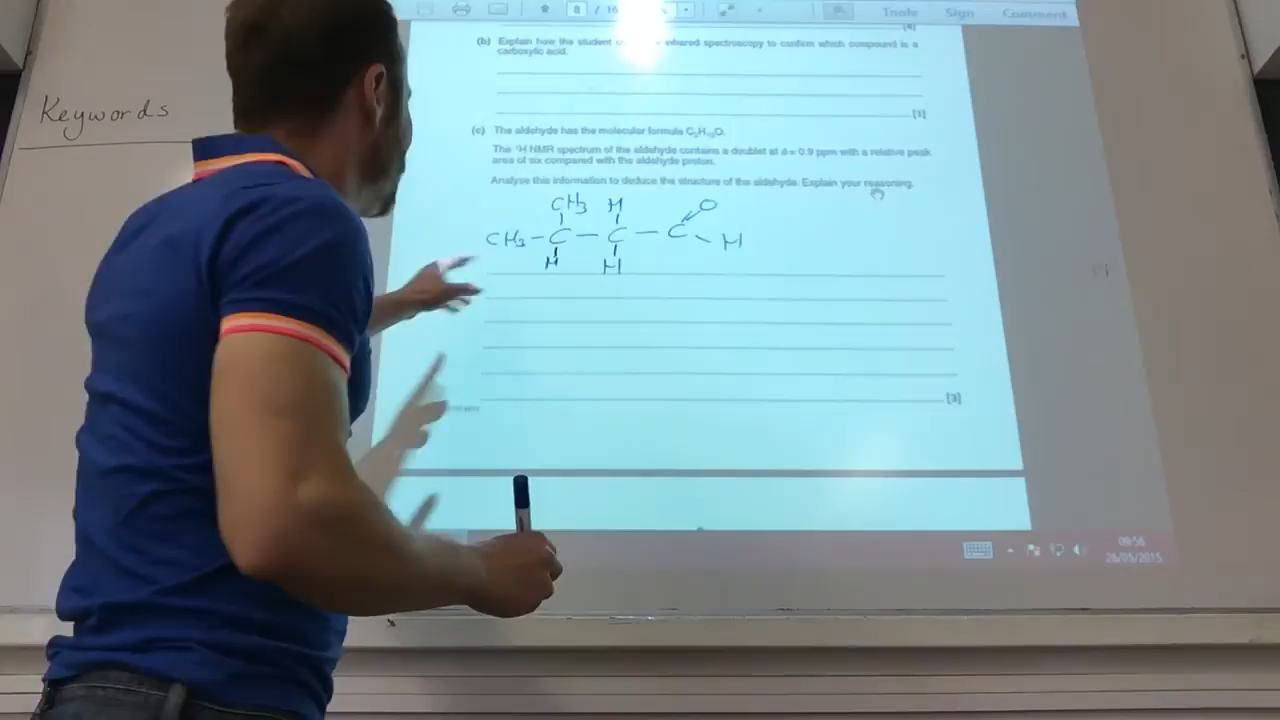 Keywords
8 / 16
Tools Sign Comment
[4]
(b) Explain how the student infrared spectroscopy to confirm which compound is a
carboxylic acid.
[1]
(c) The aldehyde has the molecular formula C₅H₁₀O.
The ¹H NMR spectrum of the aldehyde contains a doublet at δ = 0.9 ppm with a relative peak
area of six compared with the aldehyde proton.
Analyse this information to deduce the structure of the aldehyde. Explain your reasoning.
CH₃ H O
CH₃ – C – C – C H
H H
[3]
09:56
26/05/2015